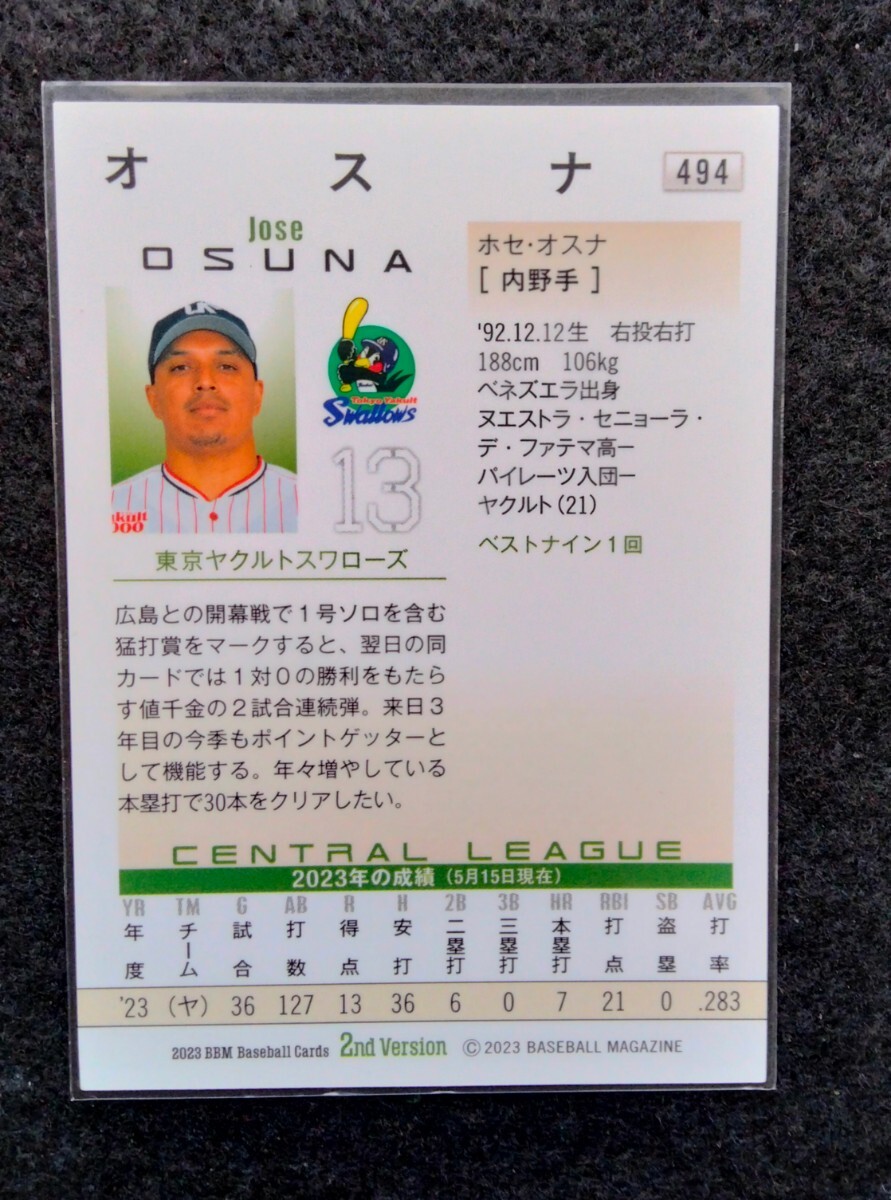 オスナ
494
Jose
OSUNA
ホセ・オスナ
[ 内野手 ]
'92.12.12生 右投右打
188cm 106kg
ベネズエラ出身
ヌエストラ・セニョーラ・
デ・ファテマ高ー
パイレーツ入団ー
ヤクルト(21)
ベストナイン1回
Tokyo Yakult
Swallows
13
kult
000
東京ヤクルトスワローズ
広島との開幕戦で1号ソロを含む
猛打賞をマークすると、翌日の同
カードでは1対0の勝利をもたら
す値千金の2試合連続弾。来日3
年目の今季もポイントゲッターと
して機能する。年々増やしている
本塁打で30本をクリアしたい。
CENTRAL LEAGUE
2023年の成績(5月15日現在)
YR TM G AB R H 2B 3B HR RBI SB AVG
年度 チーム 試合 打数 得点 安打 二塁打 三塁打 本塁打 打点 盗塁 打率
'23 (ヤ) 36 127 13 36 6 0 7 21 0 .283
2023 BBM Baseball Cards 2nd Version © 2023 BASEBALL MAGAZINE